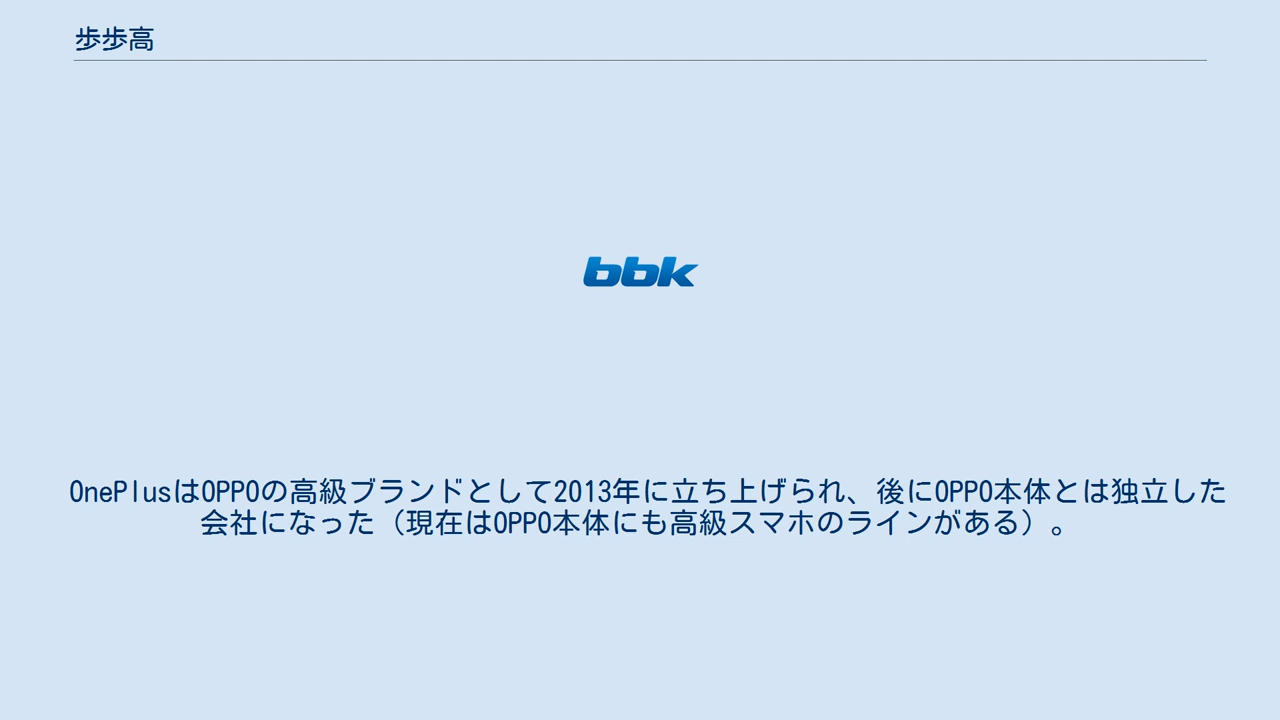 歩歩高
bbk
OnePlusはOPPOの高級ブランドとして2013年に立ち上げられ、後にOPPO本体とは独立した
会社になった（現在はOPPO本体にも高級スマホのラインがある）。